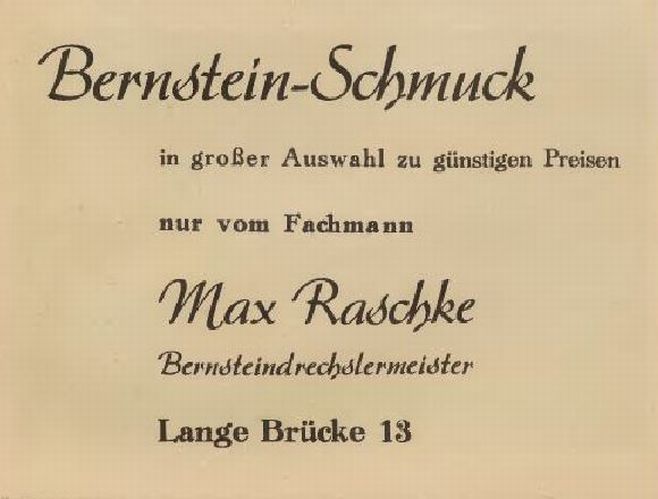 Bernstein-Schmuck
in großer Auswahl zu günstigen Preisen
nur vom Fachmann
Max Raschke
Bernsteindrechslermeister
Lange Brücke 13